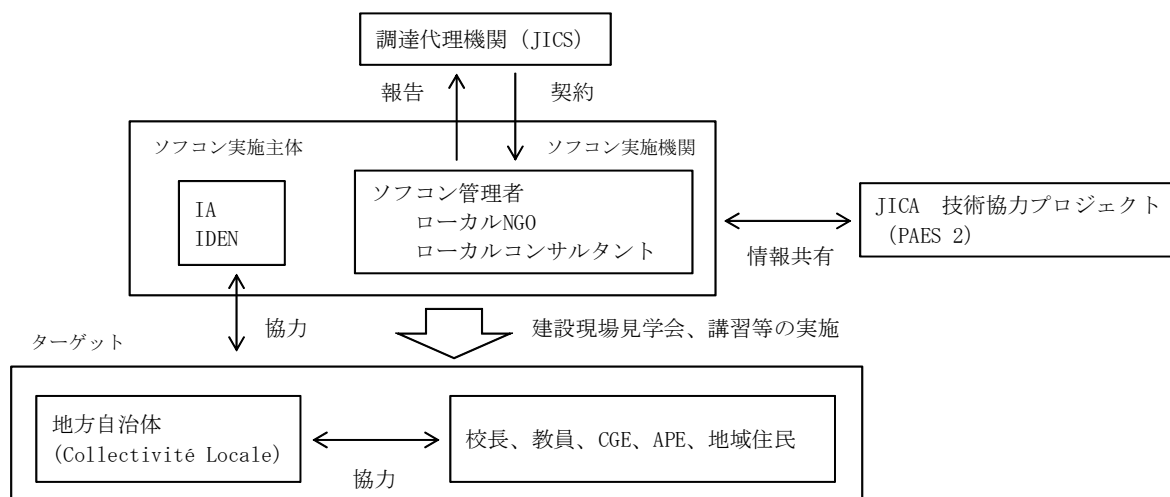 調達代理機関 (JICS)
報告
契約
ソフコン実施主体
ソフコン実施機関
IA
IDEN
ソフコン管理者
ローカルNGO
ローカルコンサルタント
JICA 技術協力プロジェクト
(PAES 2)
情報共有
協力
建設現場見学会、講習等の実施
ターゲット
地方自治体
(Collectivité Locale)
校長、教員、CGE、APE、地域住民
協力